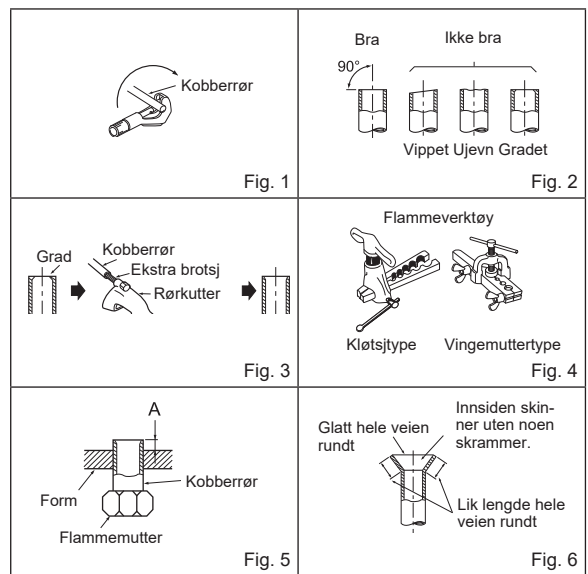 Kobberrør
Fig. 1
Bra
Ikke bra
90°
Vippet Ujevn Gradet
Fig. 2
Grad
Kobberrør
Ekstra brotsj
Rørkutter
Fig. 3
Flammeverktøy
Kløtsjtype
Vingemuttertype
Fig. 4
A
Kobberrør
Form
Flammemutter
Fig. 5
Glatt hele veien
rundt
Innsiden skin-
ner uten noen
skrammer.
Lik lengde hele
veien rundt
Fig. 6